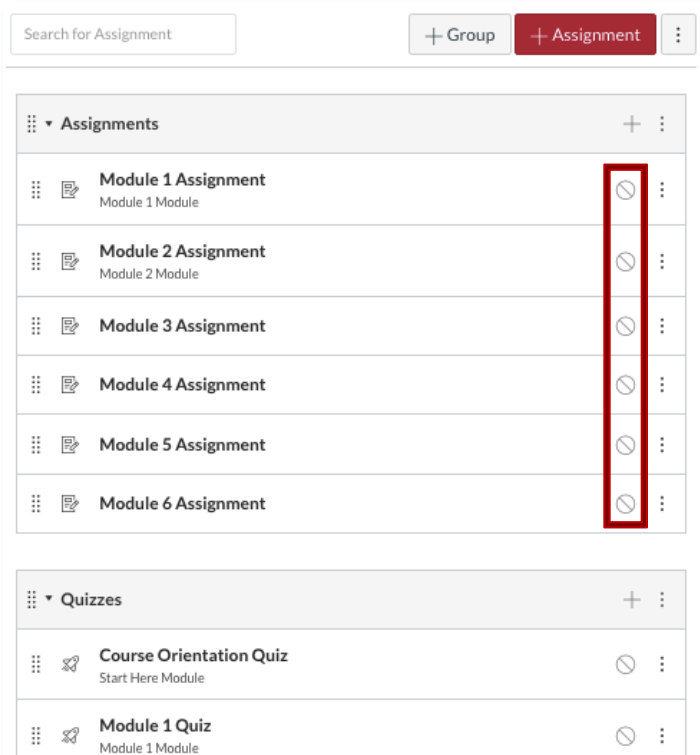 Search for Assignment
+ Group
+ Assignment
Assignments
Module 1 Assignment
Module 1 Module
Module 2 Assignment
Module 2 Module
Module 3 Assignment
Module 4 Assignment
Module 5 Assignment
Module 6 Assignment
Quizzes
Course Orientation Quiz
Start Here Module
Module 1 Quiz
Module 1 Module